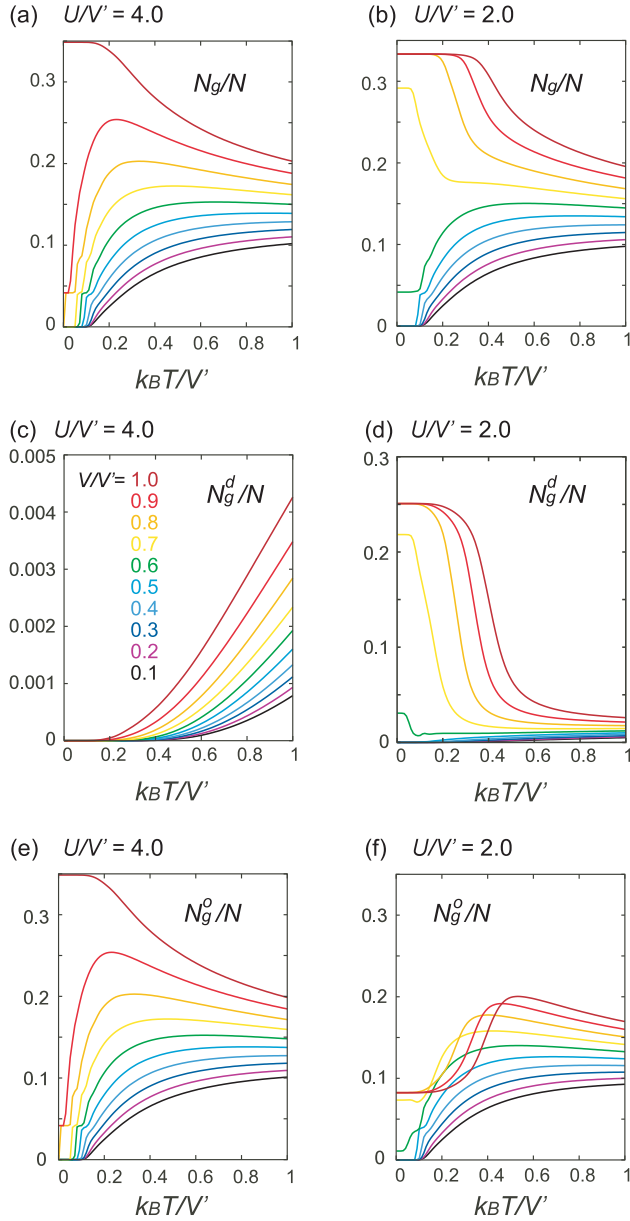 (a) U/V' = 4.0
(b) U/V' = 2.0
Ng/N
Ng/N
0.3
0.2
0.1
0
0 0.2 0.4 0.6 0.8 1
kBT/V'
0.3
0.2
0.1
0
0 0.2 0.4 0.6 0.8 1
kBT/V'
(c) U/V' = 4.0
(d) U/V' = 2.0
0.005
0.004
0.003
0.002
0.001
0
V/V'= 1.0
0.9
0.8
0.7
0.6
0.5
0.4
0.3
0.2
0.1
Ngd/N
0 0.2 0.4 0.6 0.8 1
kBT/V'
0.3
0.2
0.1
0
Ngd/N
0 0.2 0.4 0.6 0.8 1
kBT/V'
(e) U/V' = 4.0
(f) U/V' = 2.0
Ngo/N
0.3
0.2
0.1
0
0 0.2 0.4 0.6 0.8 1
kBT/V'
Ngo/N
0.3
0.2
0.1
0
0 0.2 0.4 0.6 0.8 1
kBT/V'